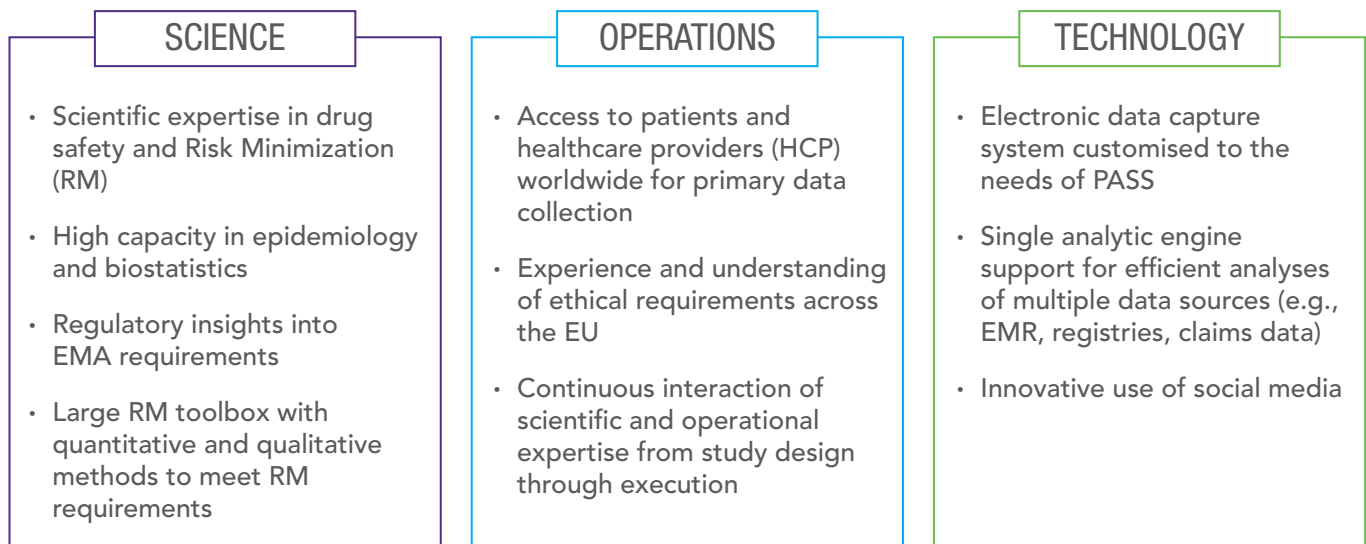 SCIENCE
• Scientific expertise in drug
safety and Risk Minimization
(RM)
• High capacity in epidemiology
and biostatistics
• Regulatory insights into
EMA requirements
• Large RM toolbox with
quantitative and qualitative
methods to meet RM
requirements
OPERATIONS
• Access to patients and
healthcare providers (HCP)
worldwide for primary data
collection
• Experience and understanding
of ethical requirements across
the EU
• Continuous interaction of
scientific and operational
expertise from study design
through execution
TECHNOLOGY
• Electronic data capture
system customised to the
needs of PASS
• Single analytic engine
support for efficient analyses
of multiple data sources (e.g.,
EMR, registries, claims data)
• Innovative use of social media